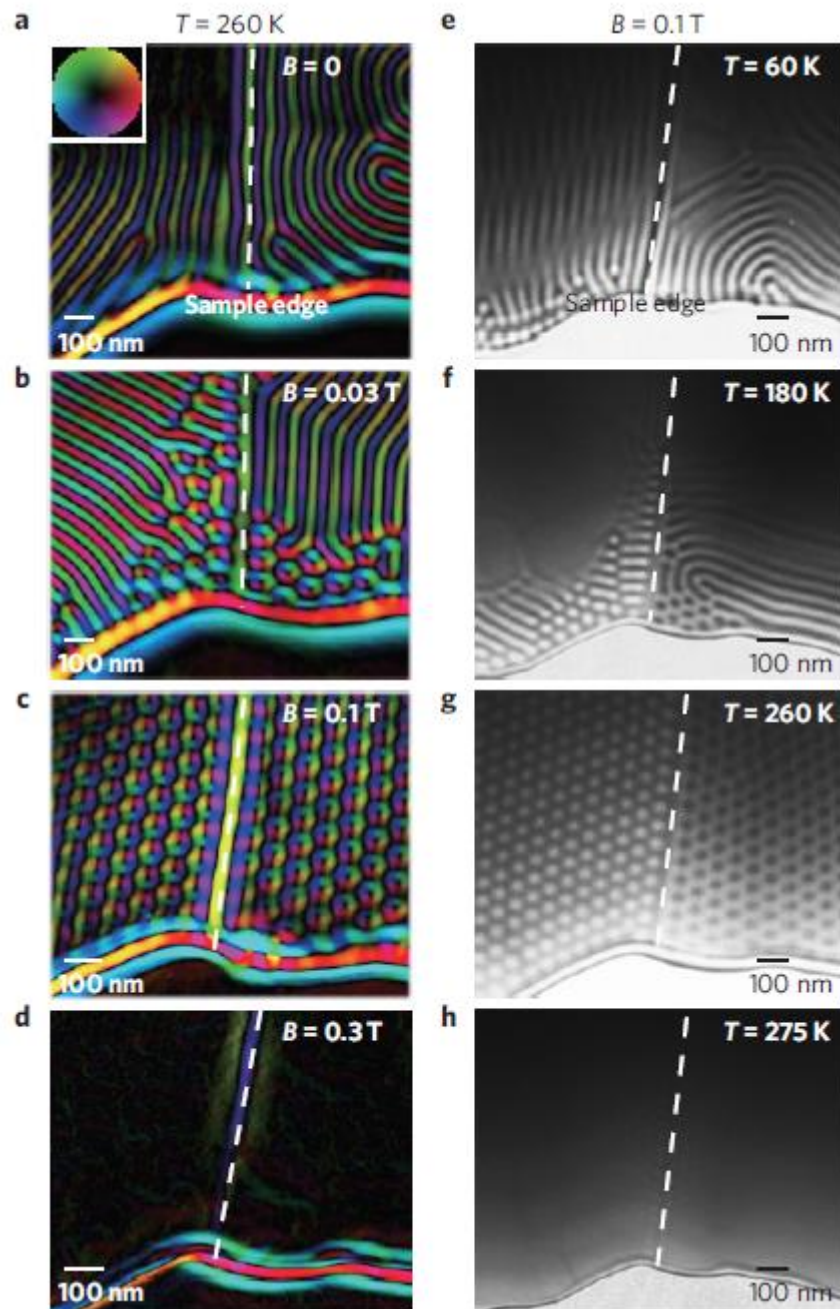 a
T = 260 K
B = 0
Sample edge
100 nm
b
B = 0.03 T
100 nm
c
B = 0.1 T
100 nm
d
B = 0.3 T
100 nm
e
B = 0.1 T
T = 60 K
Sample edge
100 nm
f
T = 180 K
100 nm
g
T = 260 K
100 nm
h
T = 275 K
100 nm